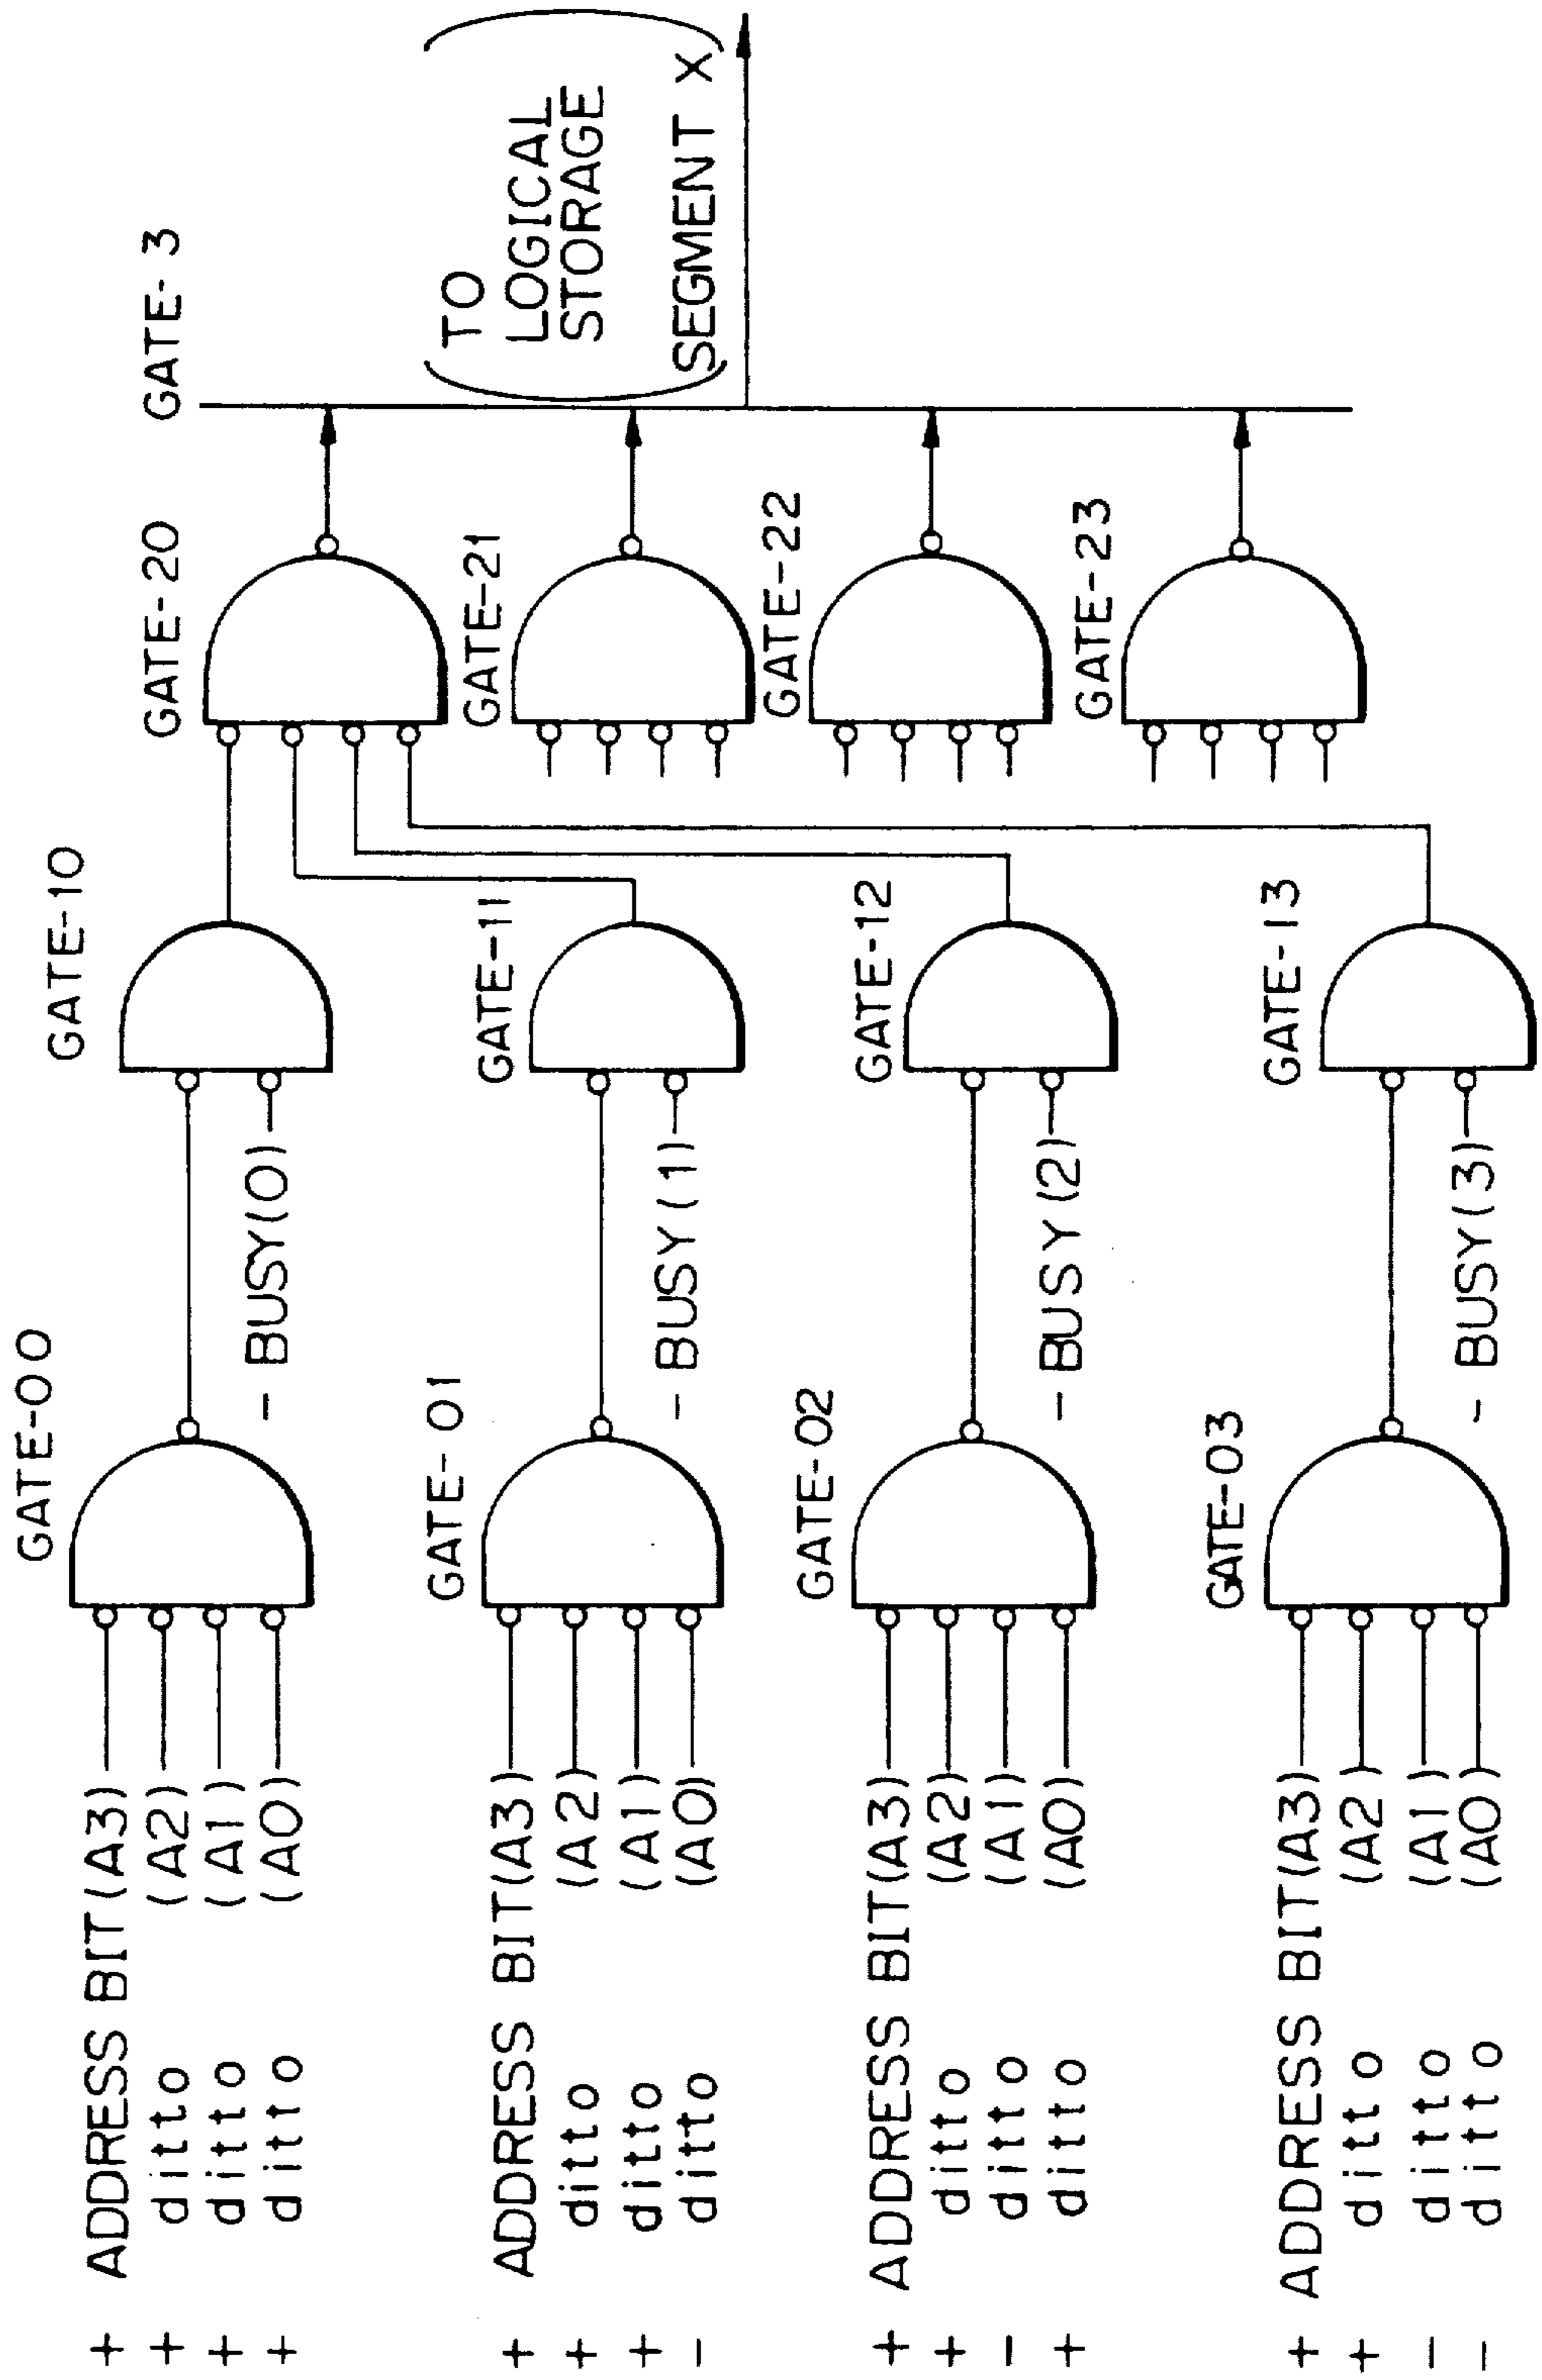 + ADDRESS BIT(A3)
+ ditto (A2)
+ ditto (A1)
+ ditto (A0)
GATE-00
- BUSY(0)
GATE-10
GATE-20
GATE-3
+ ADDRESS BIT(A3)
+ ditto (A2)
+ ditto (A1)
- ditto (A0)
GATE-01
- BUSY(1)
GATE-11
GATE-21
(TO
LOGICAL
STORAGE
SEGMENT X)
+ ADDRESS BIT(A3)
+ ditto (A2)
- ditto (A1)
+ ditto (A0)
GATE-02
- BUSY(2)
GATE-12
GATE-22
+ ADDRESS BIT(A3)
+ ditto (A2)
- ditto (A1)
- ditto (A0)
GATE-03
- BUSY(3)
GATE-13
GATE-23